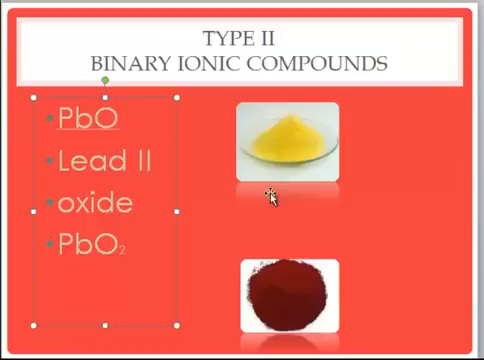 TYPE II
BINARY IONIC COMPOUNDS
•PbO
•Lead II
•oxide
•PbO₂